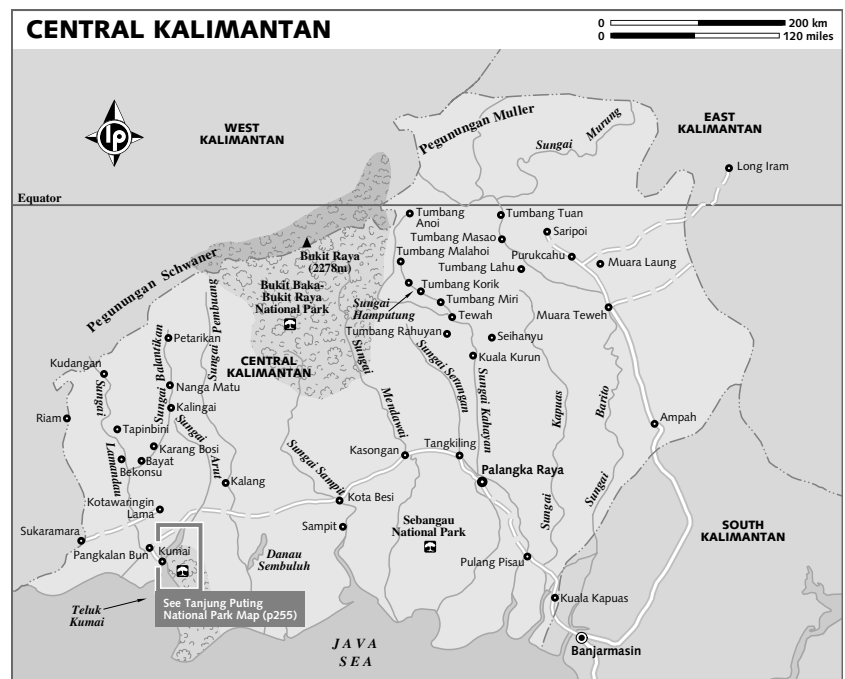 CENTRAL KALIMANTAN
0 200 km
0 120 miles
lp
WEST
KALIMANTAN
EAST
KALIMANTAN
Pegunungan Muller
Sungai Murung
Long Iram
Equator
Tumbang
Anoi
Tumbang Tuan
Saripoi
Tumbang Masao
Tumbang Malahoi
Purukcahu
Muara Laung
Tumbang Lahu
Pegunungan Schwaner
Bukit Raya
(2278m)
Bukit Baka-
Bukit Raya
National Park
Sungai
Hamputung
Tumbang Korik
Tumbang Miri
Tewah
Muara Teweh
Tumbang Rahuyan
Seihanyu
Kuala Kurun
Sungai Pembuang
Petarikan
Sungai Balantikan
Kudangan
CENTRAL
KALIMANTAN
Sungai Mendawai
Sungai Serangan
Sungai Kahayan
Sungai Kapuas
Sungai Barito
Nanga Matu
Kalingai
Riam
Sungai Lamandau
Tapinbini
Sungai Arut
Karang Bosi
Bayat
Bekonsu
Kalang
Sungai Sampit
Kasongan
Tangkiling
Ampah
Palangka Raya
Kota Besi
Kotawaringin
Lama
Sukaramara
Sampit
Sebangau
National Park
SOUTH
KALIMANTAN
Pangkalan Bun
Kumai
Danau
Sembuluh
Pulang Pisau
Teluk
Kumai
See Tanjung Puting
National Park Map (p255)
Kuala Kapuas
JAVA
SEA
Banjarmasin